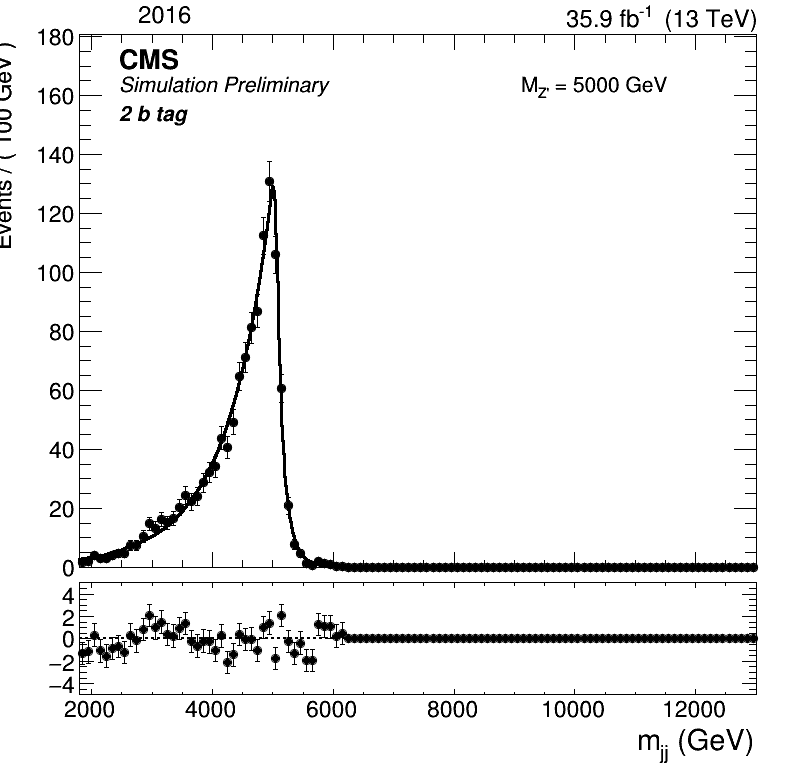 2016 35.9 fb⁻¹ (13 TeV)
CMS
Simulation Preliminary
2 b tag
M_Z' = 5000 GeV
Events / ( 100 GeV )
180
160
140
120
100
80
60
40
20
0
4
2
0
−2
−4
2000 4000 6000 8000 10000 12000
m_jj (GeV)